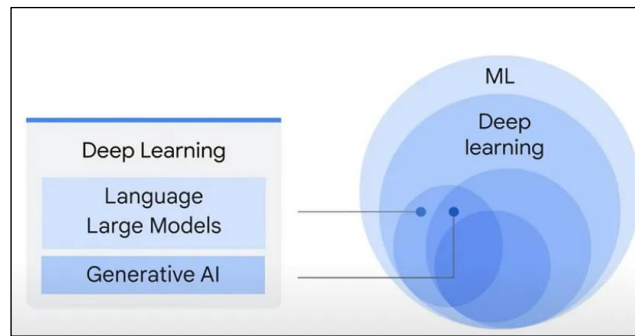 Deep Learning
Language
Large Models
Generative AI
ML
Deep
learning